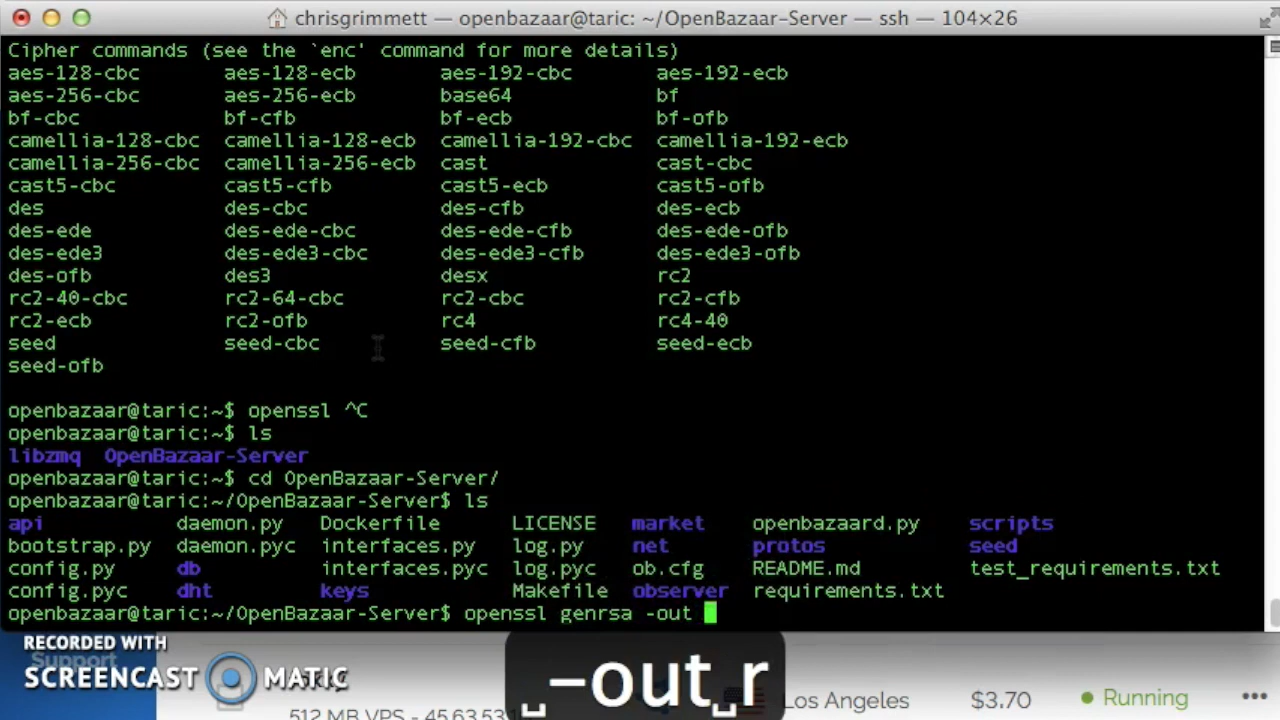 chrisgrimmett — openbazaar@taric: ~/OpenBazaar-Server — ssh — 104×26
Cipher commands (see the `enc' command for more details)
aes-128-cbc aes-128-ecb aes-192-cbc aes-192-ecb
aes-256-cbc aes-256-ecb base64 bf
bf-cbc bf-cfb bf-ecb bf-ofb
camellia-128-cbc camellia-128-ecb camellia-192-cbc camellia-192-ecb
camellia-256-cbc camellia-256-ecb cast cast-cbc
cast5-cbc cast5-cfb cast5-ecb cast5-ofb
des des-cbc des-cfb des-ecb
des-ede des-ede-cbc des-ede-cfb des-ede-ofb
des-ede3 des-ede3-cbc des-ede3-cfb des-ede3-ofb
des-ofb des3 desx rc2
rc2-40-cbc rc2-64-cbc rc2-cbc rc2-cfb
rc2-ecb rc2-ofb rc4 rc4-40
seed seed-cbc seed-cfb seed-ecb
seed-ofb
openbazaar@taric:~$ openssl ^C
openbazaar@taric:~$ ls
libzmq OpenBazaar-Server
openbazaar@taric:~$ cd OpenBazaar-Server/
openbazaar@taric:~/OpenBazaar-Server$ ls
api daemon.py Dockerfile LICENSE market openbazaard.py scripts
bootstrap.py daemon.pyc interfaces.py log.py net protos seed
config.py db interfaces.pyc log.pyc ob.cfg README.md test_requirements.txt
config.pyc dht keys Makefile observer requirements.txt
openbazaar@taric:~/OpenBazaar-Server$ openssl genrsa -out
RECORDED WITH
SCREENCAST MATIC
Support
␣-out␣r
Los Angeles $3.70 Running •••
512 MB VPS - 45.63.53.1